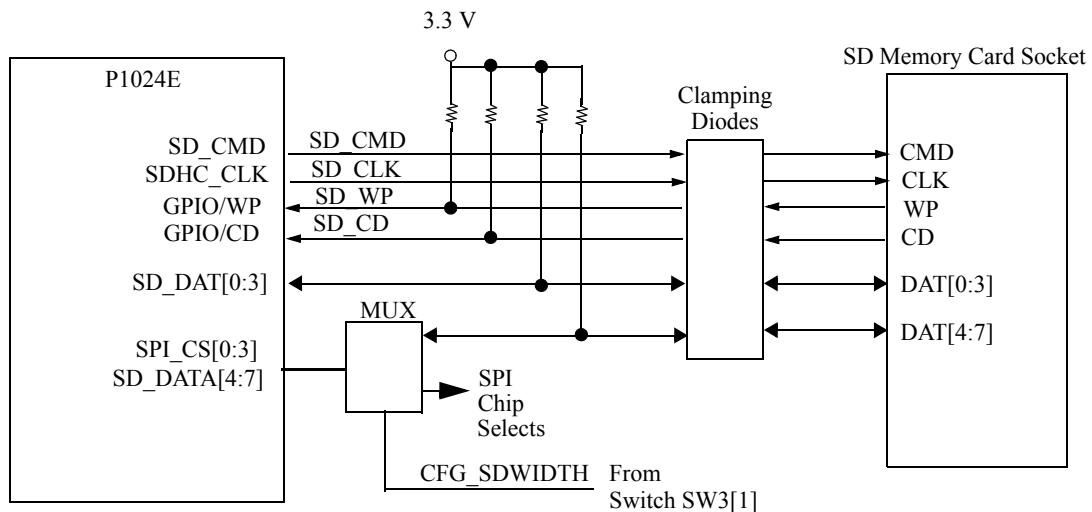 3.3 V
P1024E
SD Memory Card Socket
Clamping
Diodes
SD_CMD
SD_CMD
CMD
SDHC_CLK
SD_CLK
CLK
GPIO/WP
SD_WP
WP
GPIO/CD
SD_CD
CD
SD_DAT[0:3]
DAT[0:3]
MUX
DAT[4:7]
SPI_CS[0:3]
SD_DATA[4:7]
SPI
Chip
Selects
CFG_SDWIDTH
From
Switch SW3[1]